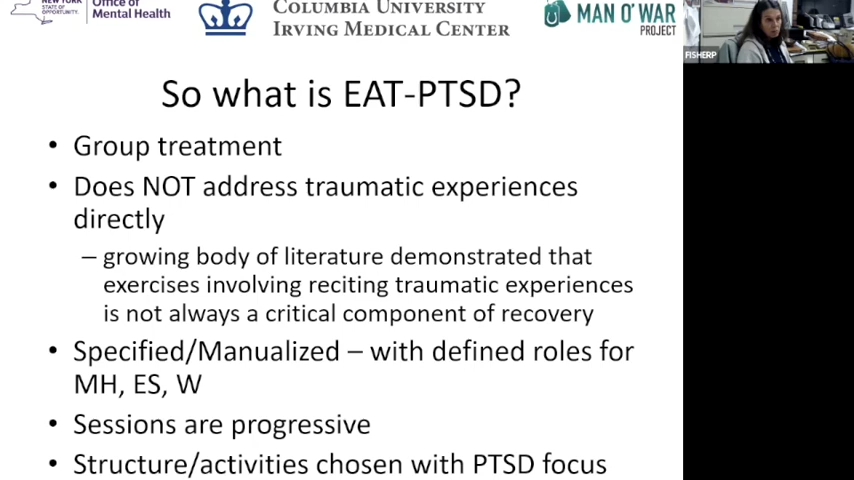 NEW YORK
STATE OF
OPPORTUNITY.
Office of
Mental Health
COLUMBIA UNIVERSITY
IRVING MEDICAL CENTER
MAN O' WAR
PROJECT
FISHERP
So what is EAT-PTSD?
• Group treatment
• Does NOT address traumatic experiences
directly
– growing body of literature demonstrated that
exercises involving reciting traumatic experiences
is not always a critical component of recovery
• Specified/Manualized – with defined roles for
MH, ES, W
• Sessions are progressive
• Structure/activities chosen with PTSD focus